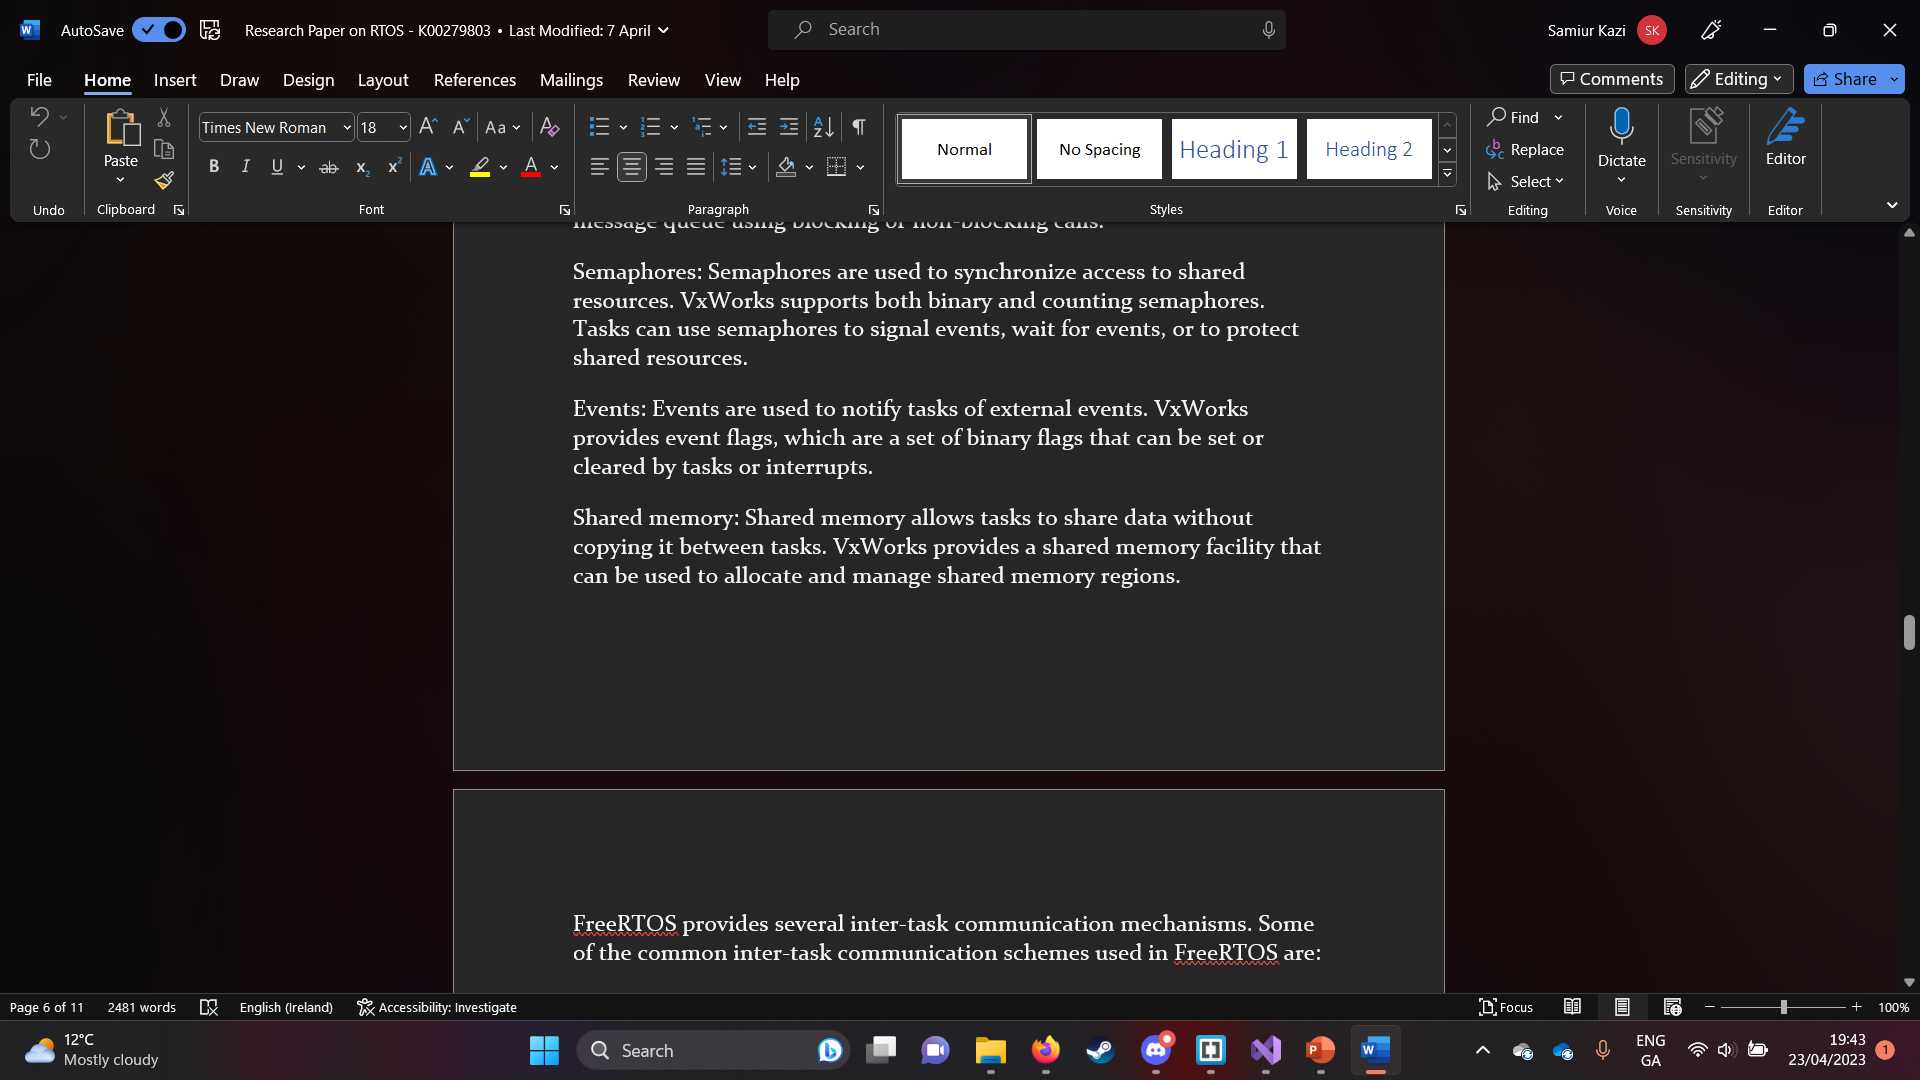 AutoSave
Research Paper on RTOS - K00279803 • Last Modified: 7 April
Search
Samiur Kazi
SK
File
Home
Insert
Draw
Design
Layout
References
Mailings
Review
View
Help
Comments
Editing
Share
Undo
Paste
Clipboard
Times New Roman
18
Font
Paragraph
Normal
No Spacing
Heading 1
Heading 2
Styles
Find
Replace
Select
Editing
Dictate
Voice
Sensitivity
Sensitivity
Editor
Editor
message queue using blocking or non-blocking calls.
Semaphores: Semaphores are used to synchronize access to shared
resources. VxWorks supports both binary and counting semaphores.
Tasks can use semaphores to signal events, wait for events, or to protect
shared resources.
Events: Events are used to notify tasks of external events. VxWorks
provides event flags, which are a set of binary flags that can be set or
cleared by tasks or interrupts.
Shared memory: Shared memory allows tasks to share data without
copying it between tasks. VxWorks provides a shared memory facility that
can be used to allocate and manage shared memory regions.
FreeRTOS provides several inter-task communication mechanisms. Some
of the common inter-task communication schemes used in FreeRTOS are:
Page 6 of 11
2481 words
English (Ireland)
Accessibility: Investigate
Focus
100%
12°C
Mostly cloudy
Search
ENG
GA
19:43
23/04/2023
1